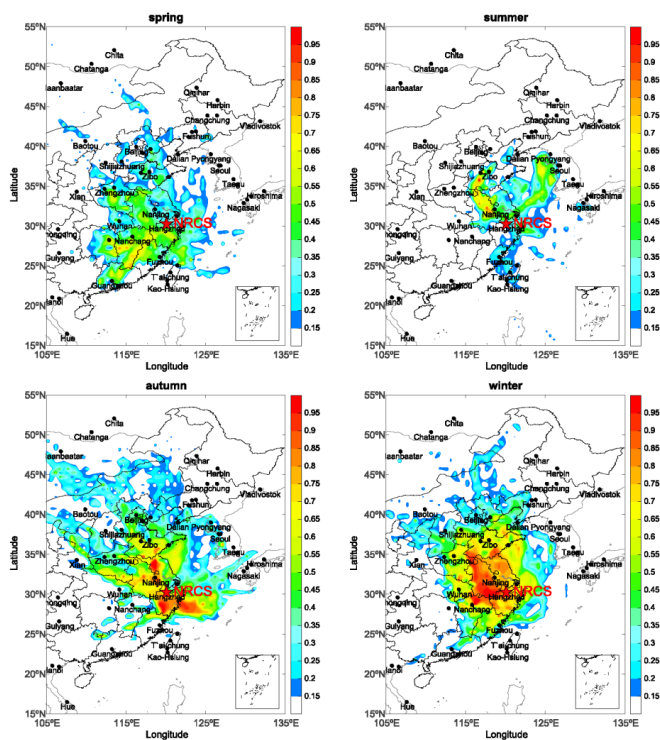 spring
summer
55°N
50°N
45°N
40°N
35°N
30°N
25°N
20°N
15°N
105°E
115°E
125°E
135°E
Latitude
Longitude
Chita
Chatanga
aanbaatar
Qiqihar
Harbin
Changchung
Vladivostok
Fushun
Baotou
Beijing
Dalian Pyongyang
Shijiazhuang
Zibo
Seoul
Taegu
Xian
Zhengzhou
Hiroshima
Nagasaki
Nanjing
NRCS
Wuhan
Hangzhou
ongqing
Nanchang
Guiyang
Fuzhou
T'aichung
Guangzhou
Kao-Hsiung
Hanoi
Hue
0.95
0.9
0.85
0.8
0.75
0.7
0.65
0.6
0.55
0.5
0.45
0.4
0.35
0.3
0.25
0.2
0.15
autumn
winter